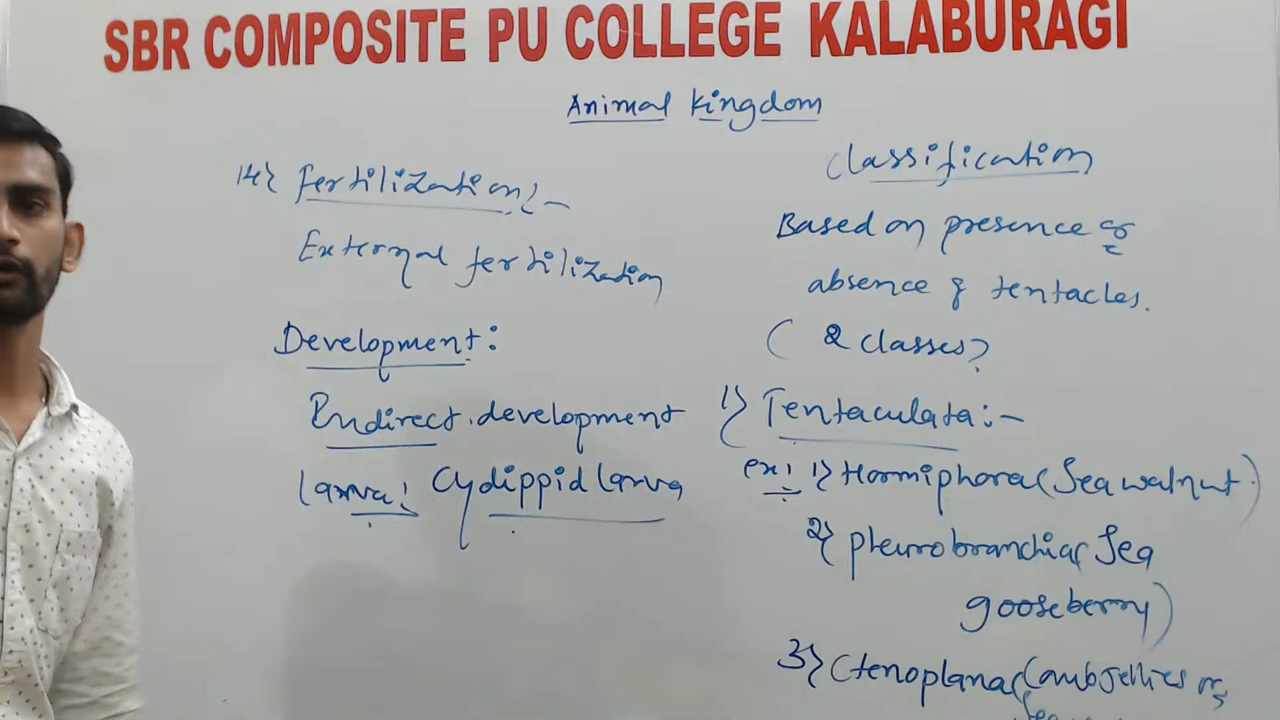 SBR COMPOSITE PU COLLEGE KALABURAGI
Animal kingdom
14} fertilization:-
External fertilization
Development:
Indirect development
larva: Cydippid larva
Classification
Based on presence or
absence of tentacles.
( 2 classes)
1) Tentaculata:-
ex: 1) Hormiphora (Sea walnut)
2) pleurobranchia (Sea
gooseberry)
3) Ctenoplana (Comb Jellies or
Sea